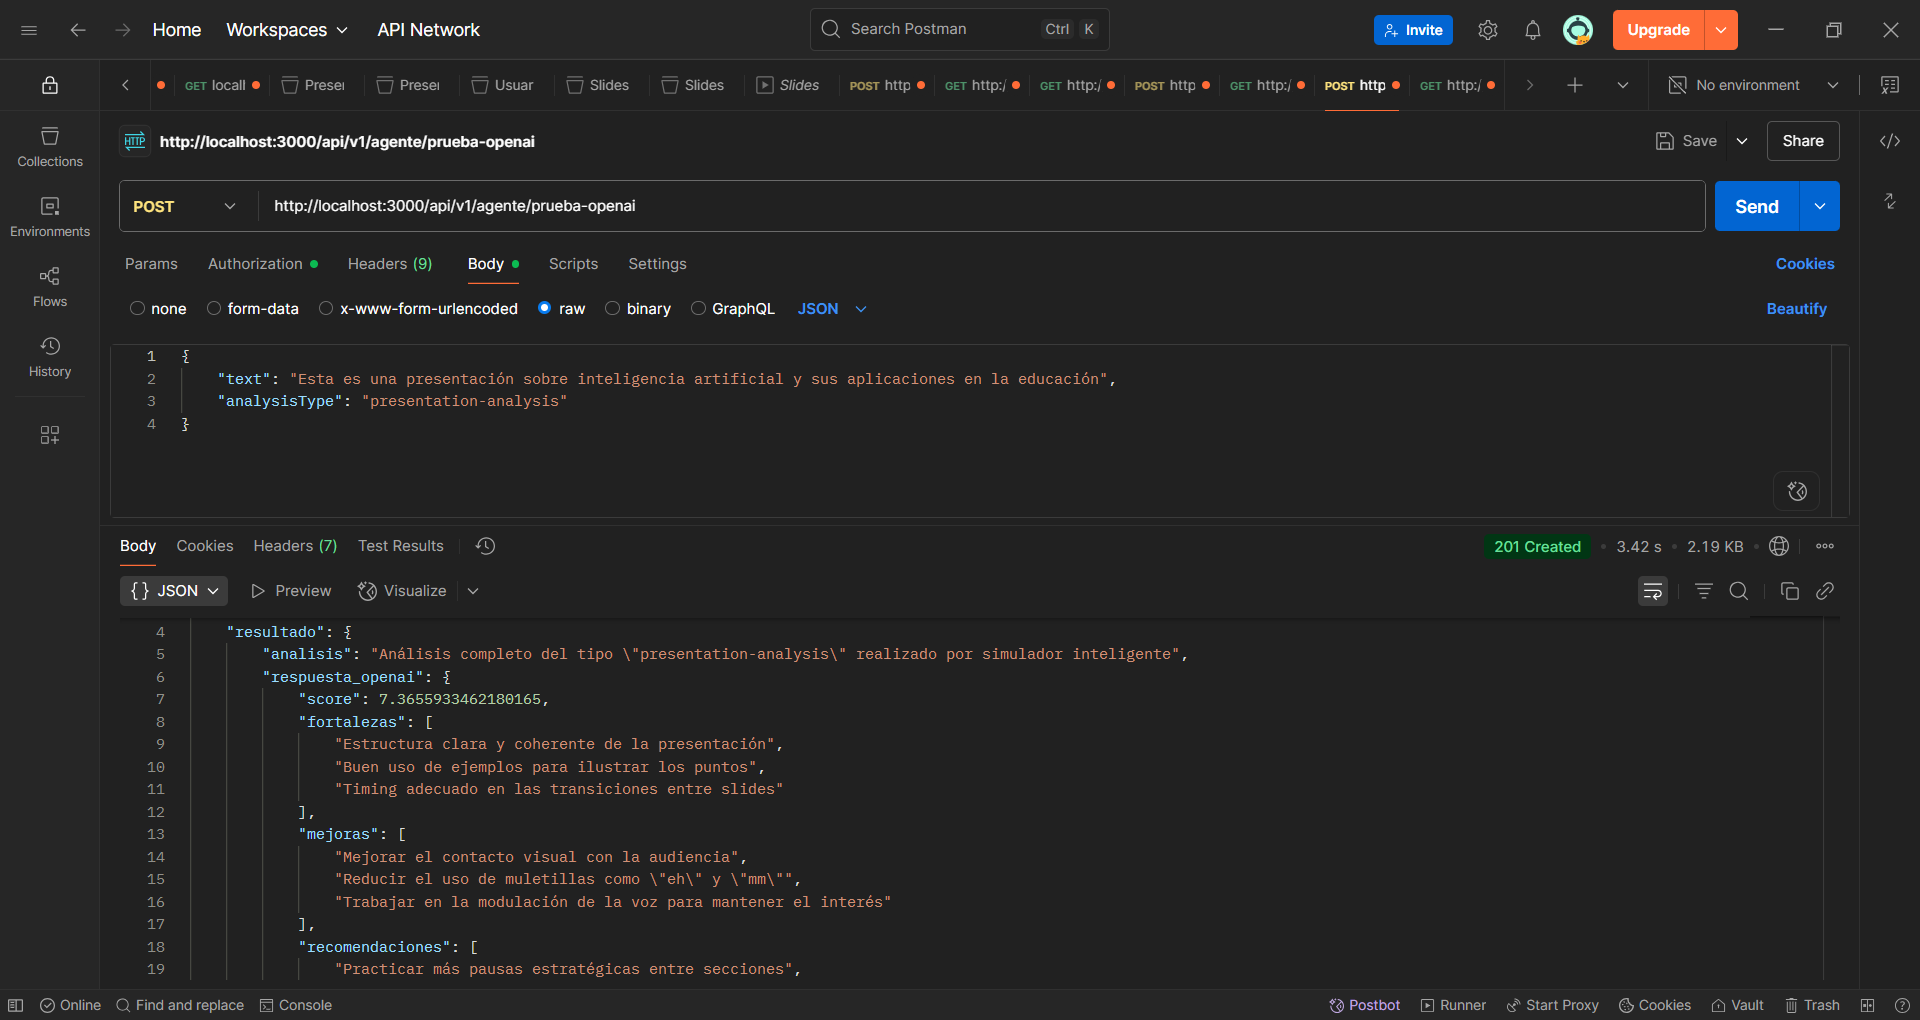 Home Workspaces API Network Search Postman Ctrl K Invite Upgrade
GET locall Preser Preser Usuar Slides Slides Slides POST http GET http:/ GET http:/ POST http GET http:/ POST http GET http:/ No environment
HTTP http://localhost:3000/api/v1/agente/prueba-openai Save Share
POST http://localhost:3000/api/v1/agente/prueba-openai Send
Params Authorization Headers (9) Body Scripts Settings Cookies
none form-data x-www-form-urlencoded raw binary GraphQL JSON Beautify
Collections
Environments
Flows
History
1 {
2 "text": "Esta es una presentación sobre inteligencia artificial y sus aplicaciones en la educación",
3 "analysisType": "presentation-analysis"
4 }
Body Cookies Headers (7) Test Results 201 Created 3.42 s 2.19 KB
{} JSON Preview Visualize
4 "resultado": {
5 "analisis": "Análisis completo del tipo \"presentation-analysis\" realizado por simulador inteligente",
6 "respuesta_openai": {
7 "score": 7.3655933462180165,
8 "fortalezas": [
9 "Estructura clara y coherente de la presentación",
10 "Buen uso de ejemplos para ilustrar los puntos",
11 "Timing adecuado en las transiciones entre slides"
12 ],
13 "mejoras": [
14 "Mejorar el contacto visual con la audiencia",
15 "Reducir el uso de muletillas como \"eh\" y \"mm\"",
16 "Trabajar en la modulación de la voz para mantener el interés"
17 ],
18 "recomendaciones": [
19 "Practicar más pausas estratégicas entre secciones",
Online Find and replace Console Postbot Runner Start Proxy Cookies Vault Trash